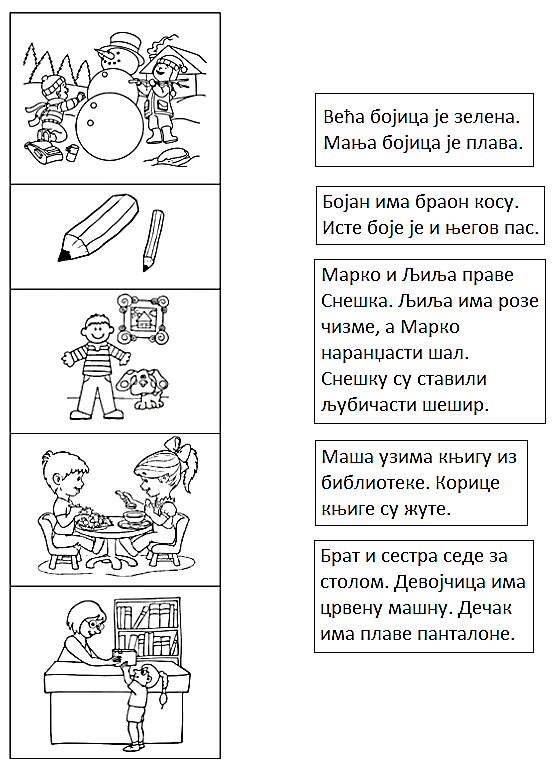 Већа бојица је зелена.
Мања бојица је плава.
Бојан има браон косу.
Исте боје је и његов пас.
Марко и Љиља праве
Снешка. Љиља има розе
чизме, а Марко
наранџасти шал.
Снешку су ставили
љубичасти шешир.
Маша узима књигу из
библиотеке. Корице
књиге су жуте.
Брат и сестра седе за
столом. Девојчица има
црвену машну. Дечак
има плаве панталоне.